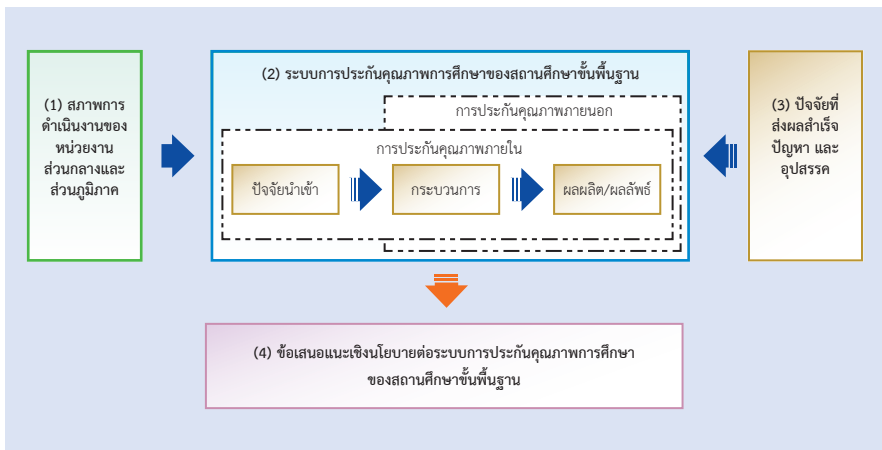 (1) สภาพการ
ดำเนินงานของ
หน่วยงาน
ส่วนกลางและ
ส่วนภูมิภาค
(2) ระบบการประกันคุณภาพการศึกษาของสถานศึกษาขั้นพื้นฐาน
การประกันคุณภาพภายนอก
การประกันคุณภาพภายใน
ปัจจัยนำเข้า
กระบวนการ
ผลผลิต/ผลลัพธ์
(3) ปัจจัยที่
ส่งผลสำเร็จ
ปัญหา และ
อุปสรรค
(4) ข้อเสนอแนะเชิงนโยบายต่อระบบการประกันคุณภาพการศึกษา
ของสถานศึกษาขั้นพื้นฐาน